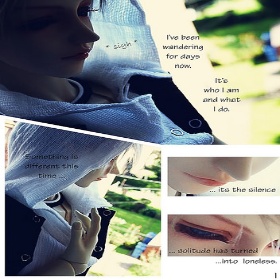 * sigh *
I've been
wandering
for days
now.
It's
who I am
and what
I do.
Something is
different this
time ...
... its the silence
... solitude has turned
...into loneless.